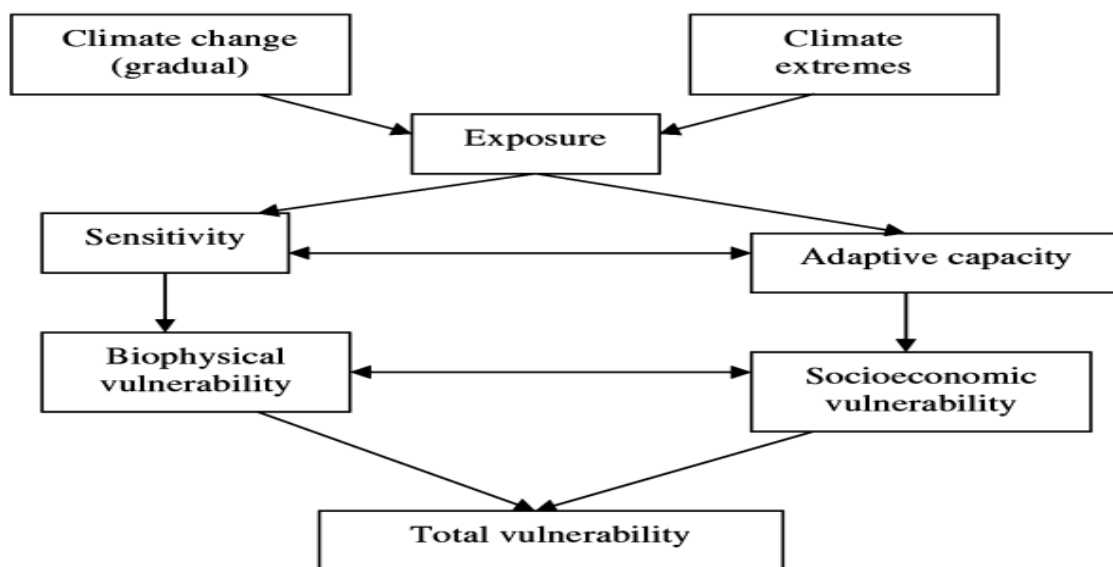 Climate change
(gradual)
Climate
extremes
Exposure
Sensitivity
Adaptive capacity
Biophysical
vulnerability
Socioeconomic
vulnerability
Total vulnerability